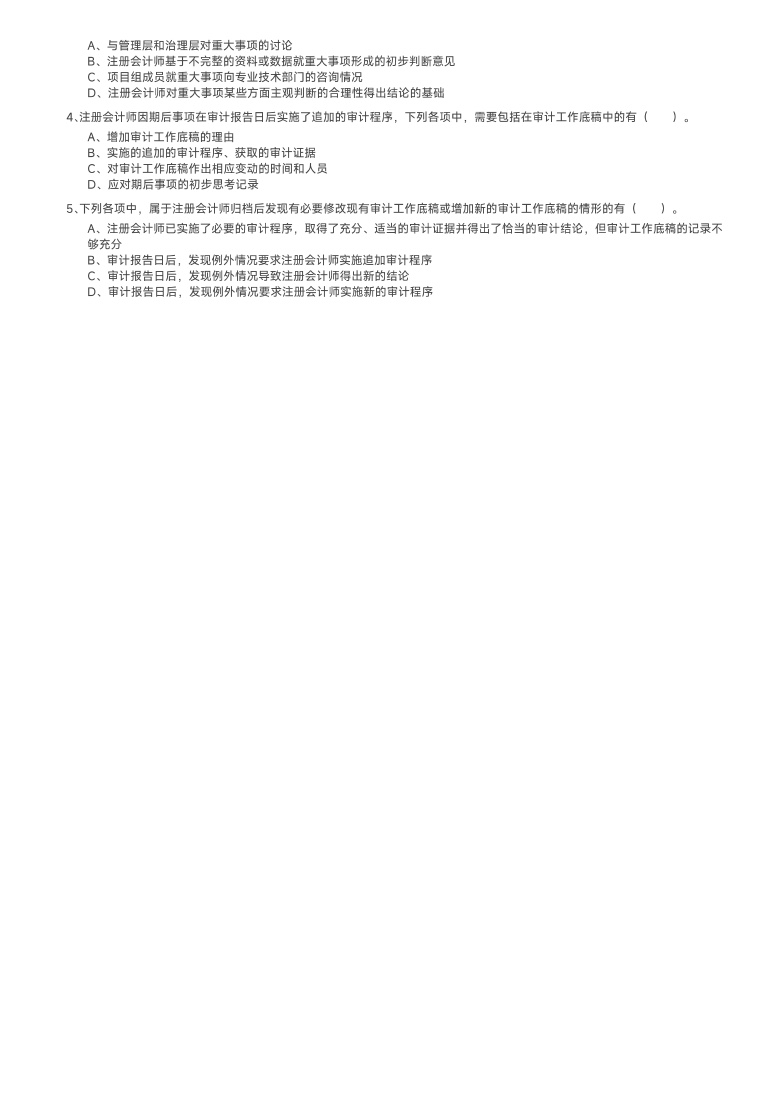 A、与管理层和治理层对重大事项的讨论
B、注册会计师基于不完整的资料或数据就重大事项形成的初步判断意见
C、项目组成员就重大事项向专业技术部门的咨询情况
D、注册会计师对重大事项某些方面主观判断的合理性得出结论的基础
4、注册会计师因期后事项在审计报告日后实施了追加的审计程序，下列各项中，需要包括在审计工作底稿中的有（　　）。
A、增加审计工作底稿的理由
B、实施的追加的审计程序、获取的审计证据
C、对审计工作底稿作出相应变动的时间和人员
D、应对期后事项的初步思考记录
5、下列各项中，属于注册会计师归档后发现有必要修改现有审计工作底稿或增加新的审计工作底稿的情形的有（　　）。
A、注册会计师已实施了必要的审计程序，取得了充分、适当的审计证据并得出了恰当的审计结论，但审计工作底稿的记录不
够充分
B、审计报告日后，发现例外情况要求注册会计师实施追加审计程序
C、审计报告日后，发现例外情况导致注册会计师得出新的结论
D、审计报告日后，发现例外情况要求注册会计师实施新的审计程序